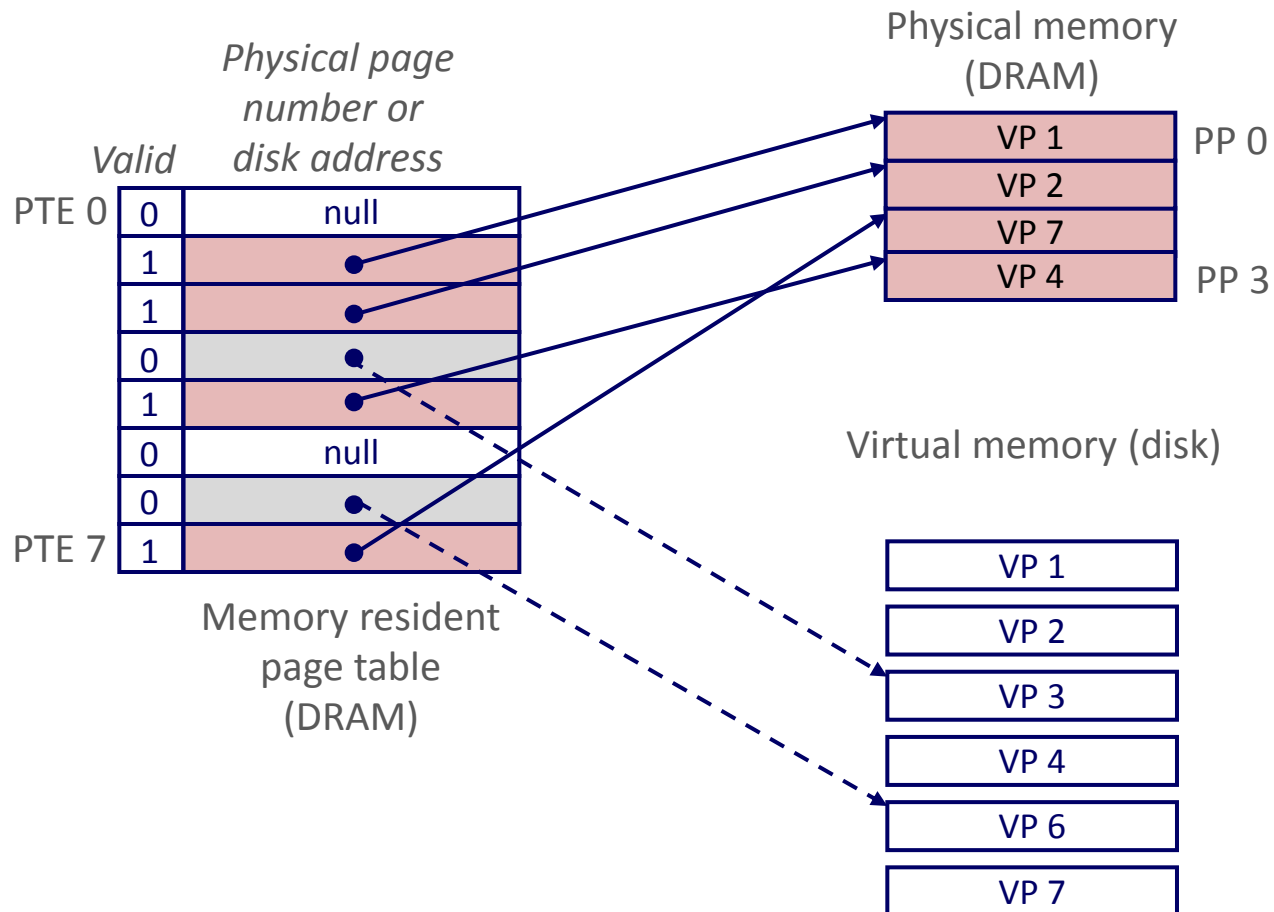 Physical page
number or
disk address
Valid
PTE 0
0
null
1
1
0
1
0
null
0
PTE 7
1
Memory resident
page table
(DRAM)
Physical memory
(DRAM)
VP 1
PP 0
VP 2
VP 7
VP 4
PP 3
Virtual memory (disk)
VP 1
VP 2
VP 3
VP 4
VP 6
VP 7